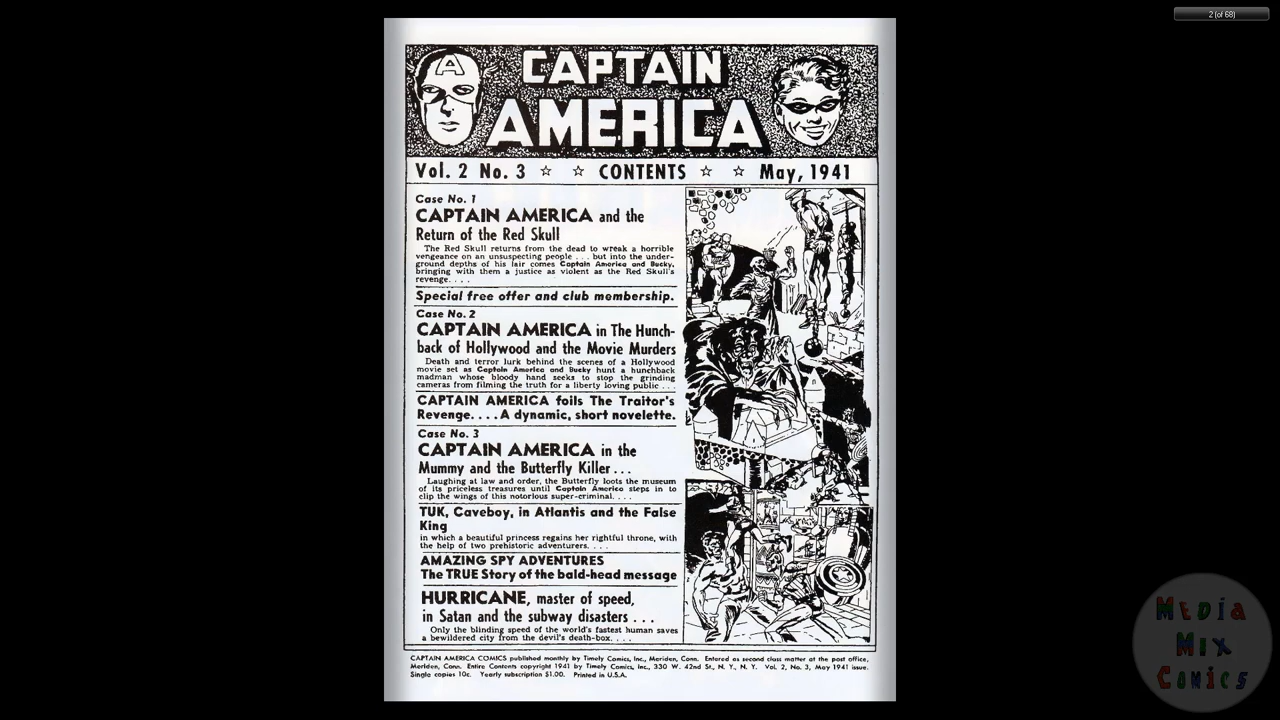 2 (of 68)
A
CAPTAIN
AMERICA
Vol. 2 No. 3 ☆ ☆ CONTENTS ☆ ☆ May, 1941
Case No. 1
CAPTAIN AMERICA and the
Return of the Red Skull
The Red Skull returns from the dead to wreak a horrible
vengeance on an unsuspecting people . . . but into the under-
ground depths of his lair comes Captain America and Bucky,
bringing with them a justice as violent as the Red Skull's
revenge. . . .
Special free offer and club membership.
Case No. 2
CAPTAIN AMERICA in The Hunch-
back of Hollywood and the Movie Murders
Death and terror lurk behind the scenes of a Hollywood
movie set as Captain America and Bucky hunt a hunchback
madman whose bloody hand seeks to stop the grinding
cameras from filming the truth for a liberty loving public . . .
CAPTAIN AMERICA foils The Traitor's
Revenge. . . . A dynamic, short novelette.
Case No. 3
CAPTAIN AMERICA in the
Mummy and the Butterfly Killer . . .
Laughing at law and order, the Butterfly loots the museum
of its priceless treasures until Captain America steps in to
clip the wings of this notorious super-criminal. . . .
TUK, Caveboy, in Atlantis and the False
King
in which a beautiful princess regains her rightful throne, with
the help of two prehistoric adventurers. . . .
AMAZING SPY ADVENTURES
The TRUE Story of the bald-head message
HURRICANE, master of speed,
in Satan and the subway disasters . . .
Only the blinding speed of the world's fastest human saves
a bewildered city from the devil's death-box. . . .
CAPTAIN AMERICA COMICS published monthly by Timely Comics, Inc., Meriden, Conn. Entered as second class matter at the post office,
Meriden, Conn. Entire Contents copyright 1941 by Timely Comics, Inc., 330 W. 42nd St., N. Y., N. Y. Vol. 2, No. 3, May 1941 issue.
Single copies 10c. Yearly subscription $1.00. Printed in U.S.A.
MEDiA
MIX
COMiCS